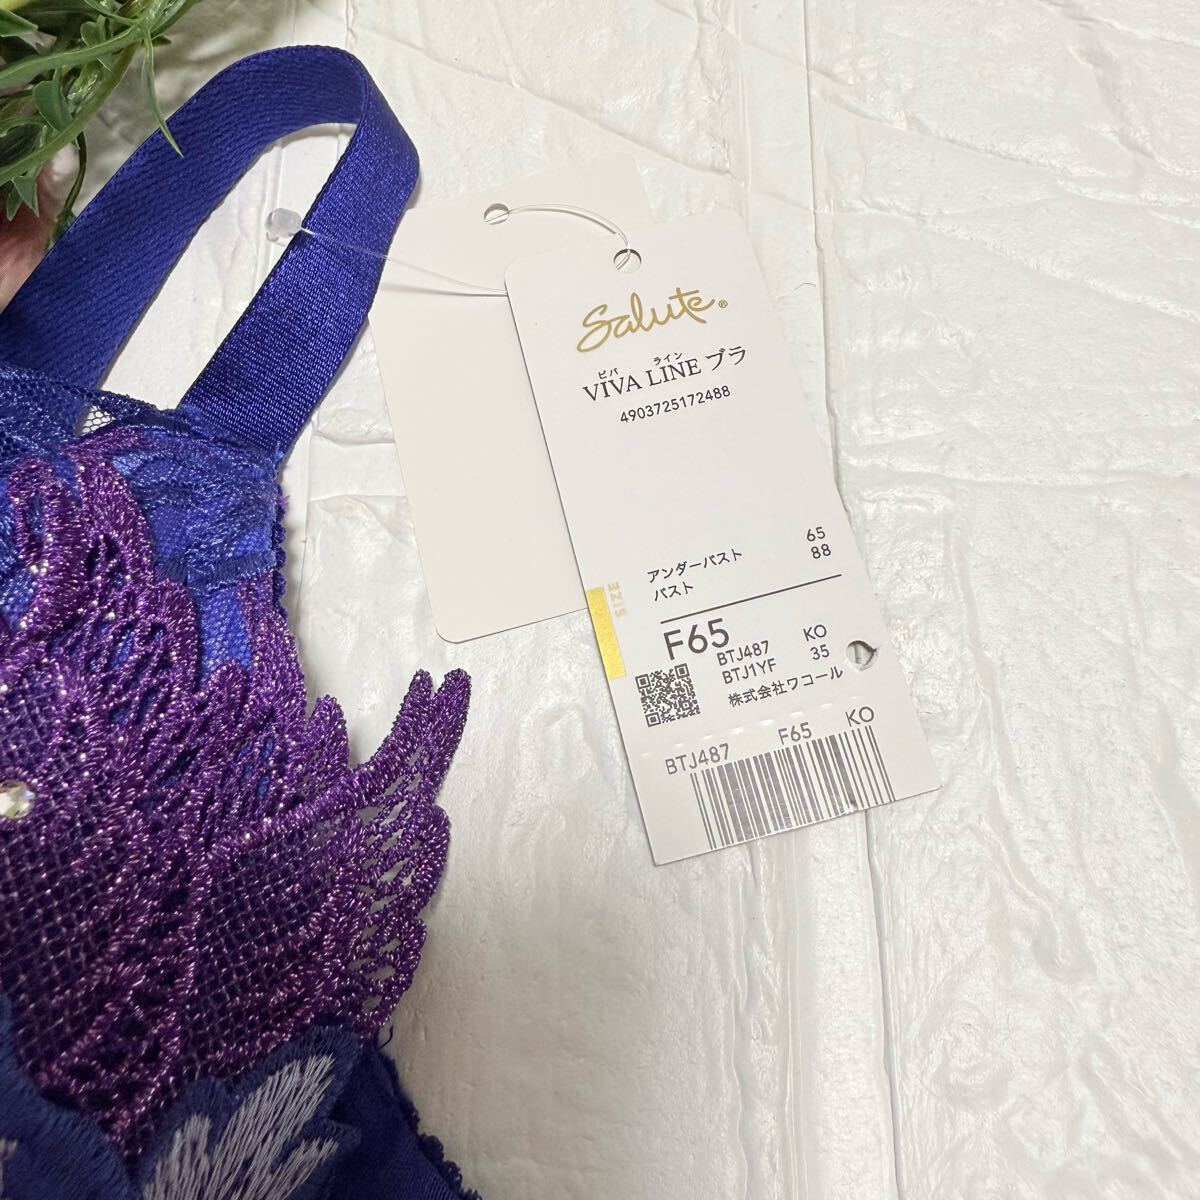 Salute®
ビバ ライン
VIVA LINE ブラ
4903725172488
アンダーバスト 65
バスト 88
SIZE
F65
BTJ487 KO
BTJ1YF 35
株式会社ワコール
BTJ487 F65 KO